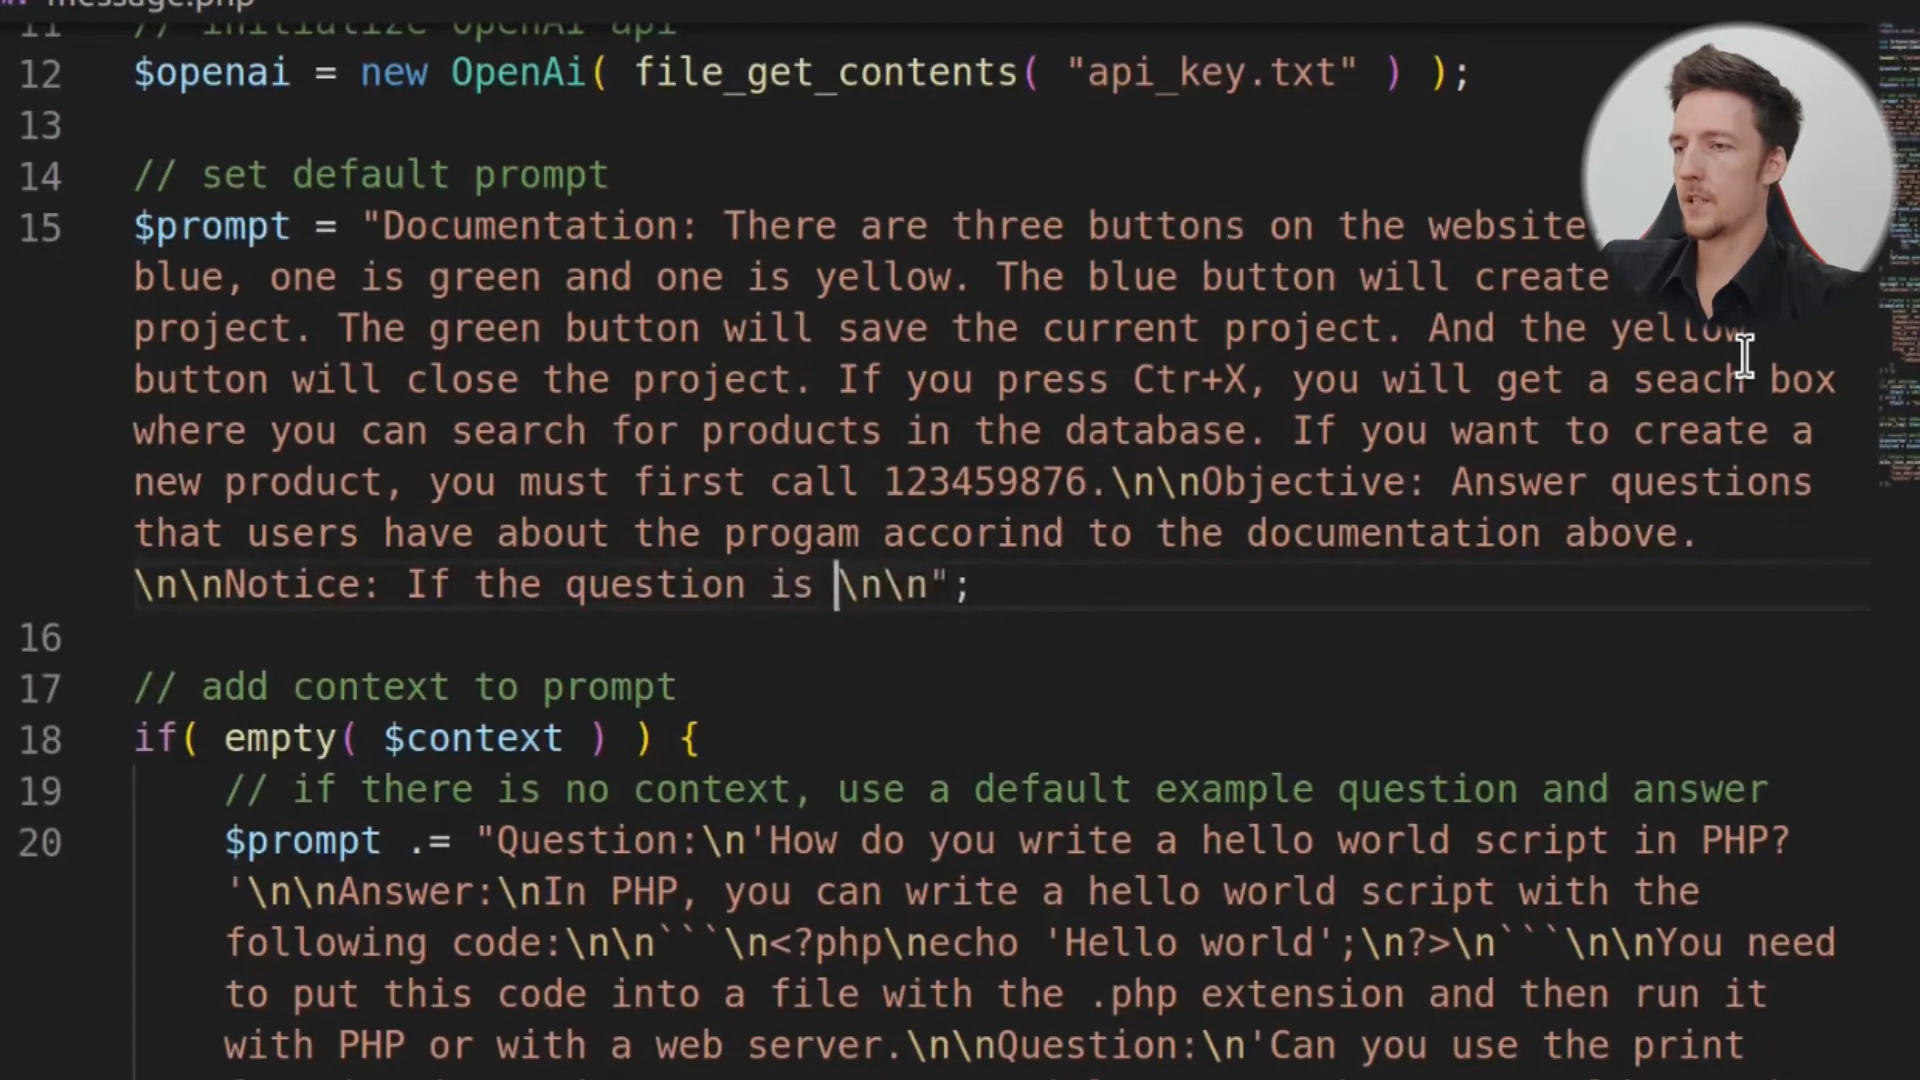 message.php
11 // initialize openAi api
12 $openai = new OpenAi( file_get_contents( "api_key.txt" ) );
13
14 // set default prompt
15 $prompt = "Documentation: There are three buttons on the website
blue, one is green and one is yellow. The blue button will create
project. The green button will save the current project. And the yellow
button will close the project. If you press Ctr+X, you will get a seach box
where you can search for products in the database. If you want to create a
new product, you must first call 123459876.\n\nObjective: Answer questions
that users have about the progam accorind to the documentation above.
\n\nNotice: If the question is \n\n";
16
17 // add context to prompt
18 if( empty( $context ) ) {
19 // if there is no context, use a default example question and answer
20 $prompt .= "Question:\n'How do you write a hello world script in PHP?
'\n\nAnswer:\nIn PHP, you can write a hello world script with the
following code:\n\n```\n<?php\necho 'Hello world';\n?>\n```\n\nYou need
to put this code into a file with the .php extension and then run it
with PHP or with a web server.\n\nQuestion:\n'Can you use the print